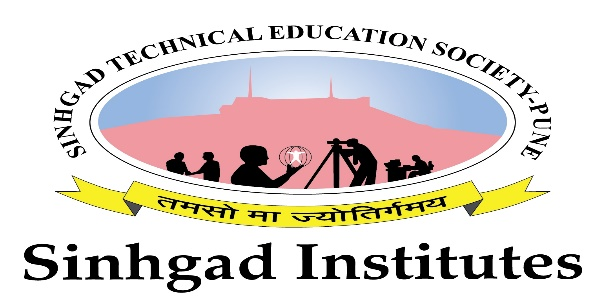 SINHGAD TECHNICAL EDUCATION SOCIETY-PUNE
तमसो मा ज्योतिर्गमय
Sinhgad Institutes